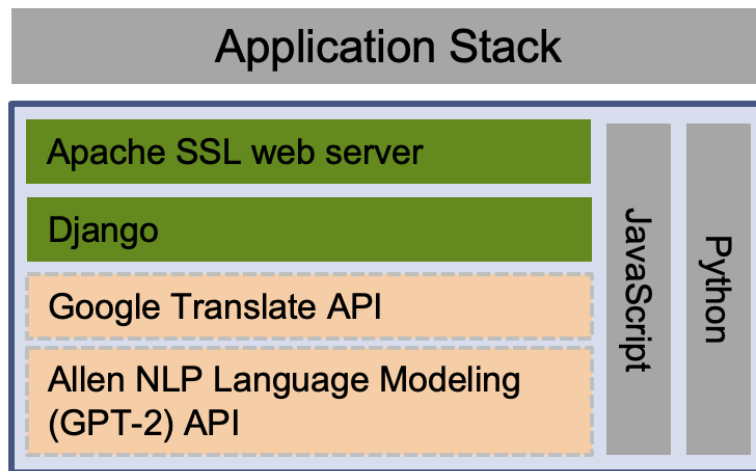 Application Stack
Apache SSL web server
Django
Google Translate API
Allen NLP Language Modeling
(GPT-2) API
JavaScript
Python